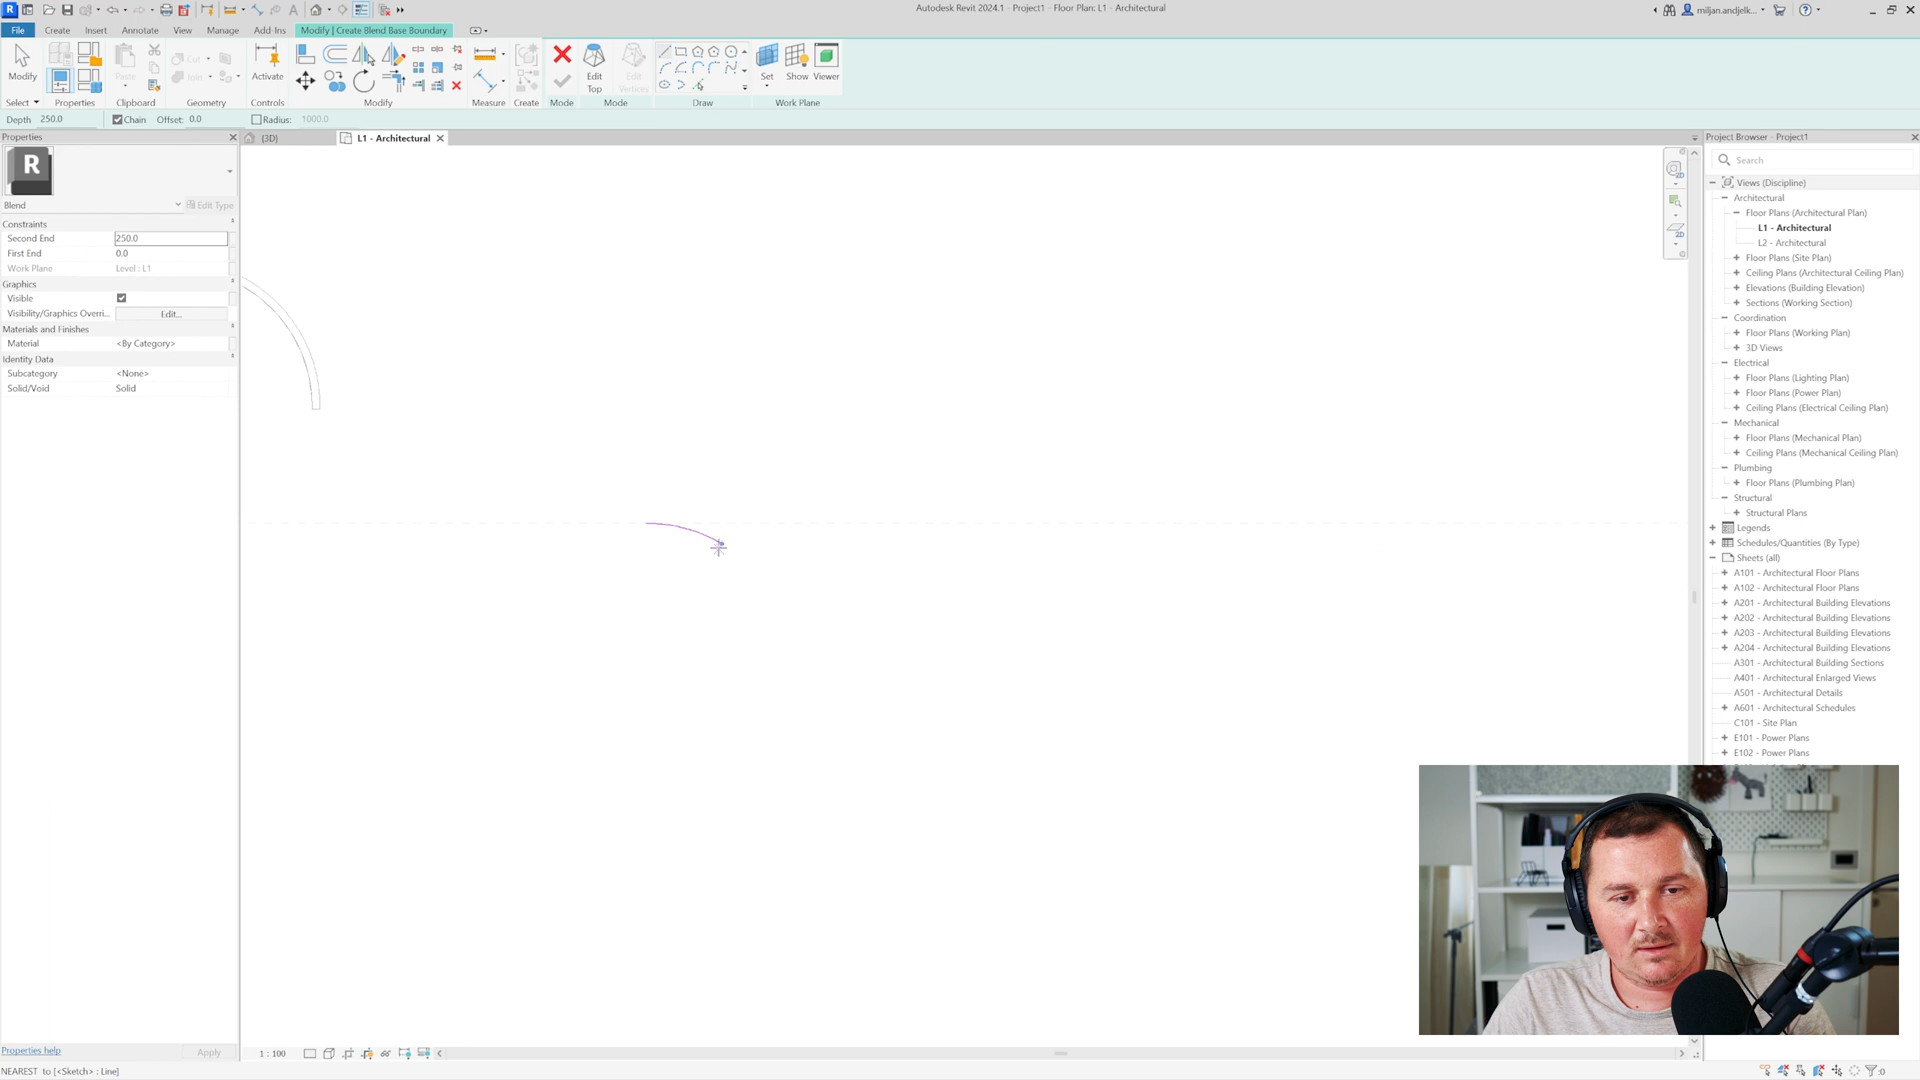 Autodesk Revit 2024.1 - Project1 - Floor Plan: L1 - Architectural
miljan.andjelk...
File
Create
Insert
Annotate
View
Manage
Add-Ins
Modify | Create Blend Base Boundary
Modify
Paste
Cut
Join
Activate
Edit
Top
Edit
Vertices
Set
Show
Viewer
Select
Properties
Clipboard
Geometry
Controls
Modify
Measure
Create
Mode
Mode
Draw
Work Plane
Depth 250.0
Chain
Offset: 0.0
Radius: 1000.0
Properties
{3D}
L1 - Architectural
Project Browser - Project1
R
Search
Blend
Edit Type
Constraints
Second End 250.0
First End 0.0
Work Plane Level : L1
Graphics
Visible
Visibility/Graphics Overri... Edit...
Materials and Finishes
Material <By Category>
Identity Data
Subcategory <None>
Solid/Void Solid
Views (Discipline)
Architectural
Floor Plans (Architectural Plan)
L1 - Architectural
L2 - Architectural
Floor Plans (Site Plan)
Ceiling Plans (Architectural Ceiling Plan)
Elevations (Building Elevation)
Sections (Working Section)
Coordination
Floor Plans (Working Plan)
3D Views
Electrical
Floor Plans (Lighting Plan)
Floor Plans (Power Plan)
Ceiling Plans (Electrical Ceiling Plan)
Mechanical
Floor Plans (Mechanical Plan)
Ceiling Plans (Mechanical Ceiling Plan)
Plumbing
Floor Plans (Plumbing Plan)
Structural
Structural Plans
Legends
Schedules/Quantities (By Type)
Sheets (all)
A101 - Architectural Floor Plans
A102 - Architectural Floor Plans
A201 - Architectural Building Elevations
A202 - Architectural Building Elevations
A203 - Architectural Building Elevations
A204 - Architectural Building Elevations
A301 - Architectural Building Sections
A401 - Architectural Enlarged Views
A501 - Architectural Details
A601 - Architectural Schedules
C101 - Site Plan
E101 - Power Plans
E102 - Power Plans
Properties help
Apply
1 : 100
NEAREST to [<Sketch> : Line]
:0